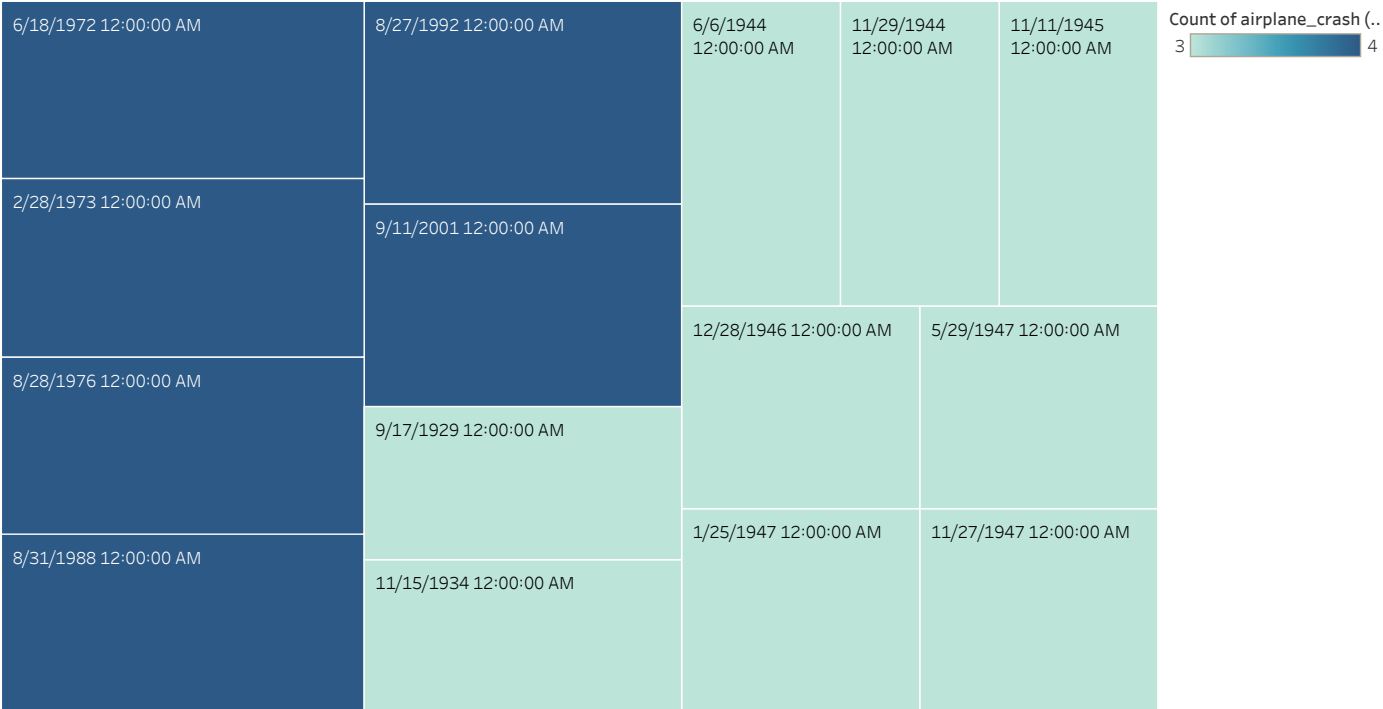 6/18/1972 12:00:00 AM
2/28/1973 12:00:00 AM
8/28/1976 12:00:00 AM
8/31/1988 12:00:00 AM
8/27/1992 12:00:00 AM
9/11/2001 12:00:00 AM
9/17/1929 12:00:00 AM
11/15/1934 12:00:00 AM
6/6/1944
12:00:00 AM
11/29/1944
12:00:00 AM
11/11/1945
12:00:00 AM
12/28/1946 12:00:00 AM
5/29/1947 12:00:00 AM
1/25/1947 12:00:00 AM
11/27/1947 12:00:00 AM
Count of airplane_crash (..
3 4